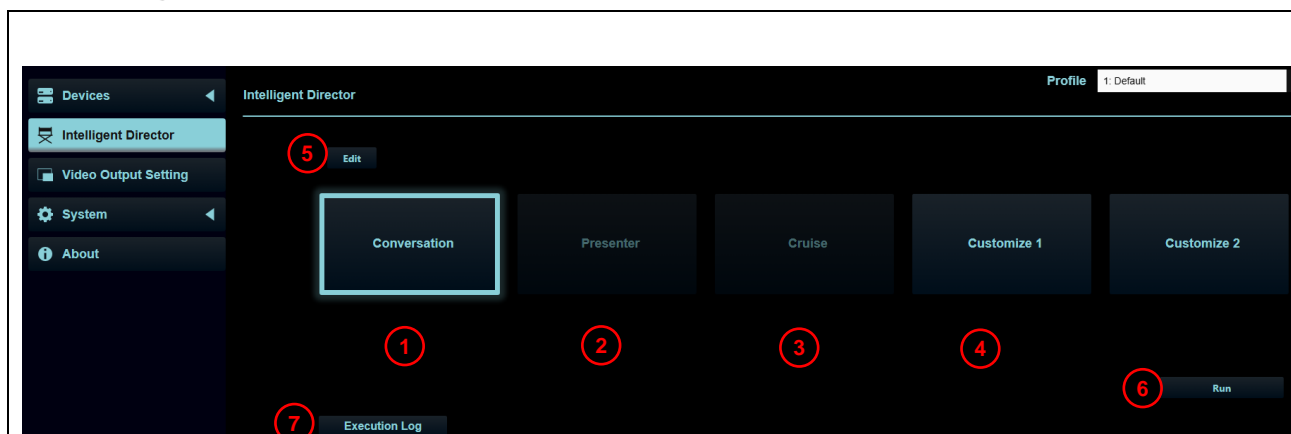 Profile 1: Default
Devices
Intelligent Director
Video Output Setting
System
About
Intelligent Director
5 Edit
Conversation Presenter Cruise Customize 1 Customize 2
1 2 3 4
6 Run
7 Execution Log